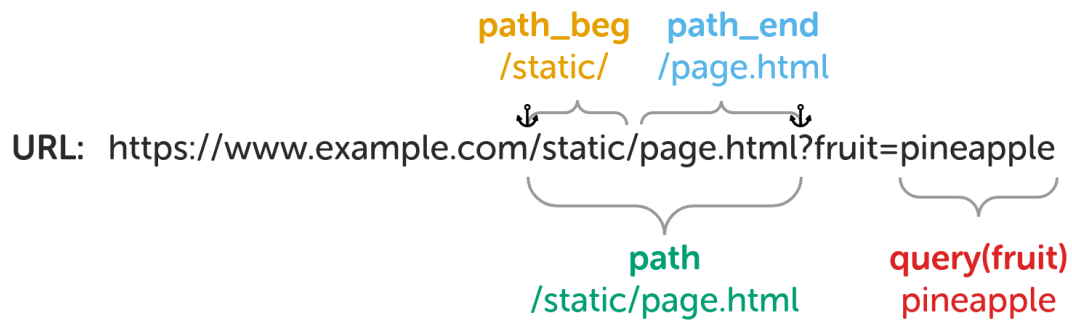 path_beg path_end
/static/ /page.html
URL: https://www.example.com/static/page.html?fruit=pineapple
path query(fruit)
/static/page.html pineapple